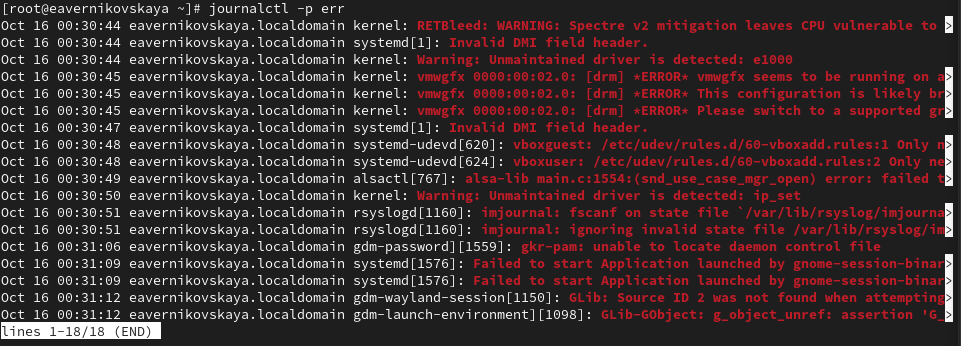 [root@eavernikovskaya ~]# journalctl -p err
Oct 16 00:30:44 eavernikovskaya.localdomain kernel: RETBleed: WARNING: Spectre v2 mitigation leaves CPU vulnerable to >
Oct 16 00:30:44 eavernikovskaya.localdomain systemd[1]: Invalid DMI field header.
Oct 16 00:30:44 eavernikovskaya.localdomain kernel: Warning: Unmaintained driver is detected: e1000
Oct 16 00:30:45 eavernikovskaya.localdomain kernel: vmwgfx 0000:00:02.0: [drm] *ERROR* vmwgfx seems to be running on a>
Oct 16 00:30:45 eavernikovskaya.localdomain kernel: vmwgfx 0000:00:02.0: [drm] *ERROR* This configuration is likely br>
Oct 16 00:30:45 eavernikovskaya.localdomain kernel: vmwgfx 0000:00:02.0: [drm] *ERROR* Please switch to a supported gr>
Oct 16 00:30:47 eavernikovskaya.localdomain systemd[1]: Invalid DMI field header.
Oct 16 00:30:48 eavernikovskaya.localdomain systemd-udevd[620]: vboxguest: /etc/udev/rules.d/60-vboxadd.rules:1 Only n>
Oct 16 00:30:48 eavernikovskaya.localdomain systemd-udevd[624]: vboxuser: /etc/udev/rules.d/60-vboxadd.rules:2 Only ne>
Oct 16 00:30:49 eavernikovskaya.localdomain alsactl[767]: alsa-lib main.c:1554:(snd_use_case_mgr_open) error: failed t>
Oct 16 00:30:50 eavernikovskaya.localdomain kernel: Warning: Unmaintained driver is detected: ip_set
Oct 16 00:30:51 eavernikovskaya.localdomain rsyslogd[1160]: imjournal: fscanf on state file `/var/lib/rsyslog/imjourna>
Oct 16 00:30:51 eavernikovskaya.localdomain rsyslogd[1160]: imjournal: ignoring invalid state file /var/lib/rsyslog/im>
Oct 16 00:31:06 eavernikovskaya.localdomain gdm-password][1559]: gkr-pam: unable to locate daemon control file
Oct 16 00:31:09 eavernikovskaya.localdomain systemd[1576]: Failed to start Application launched by gnome-session-binar>
Oct 16 00:31:09 eavernikovskaya.localdomain systemd[1576]: Failed to start Application launched by gnome-session-binar>
Oct 16 00:31:12 eavernikovskaya.localdomain gdm-wayland-session[1150]: GLib: Source ID 2 was not found when attempting>
Oct 16 00:31:12 eavernikovskaya.localdomain gdm-launch-environment][1098]: GLib-GObject: g_object_unref: assertion 'G_>
lines 1-18/18 (END)